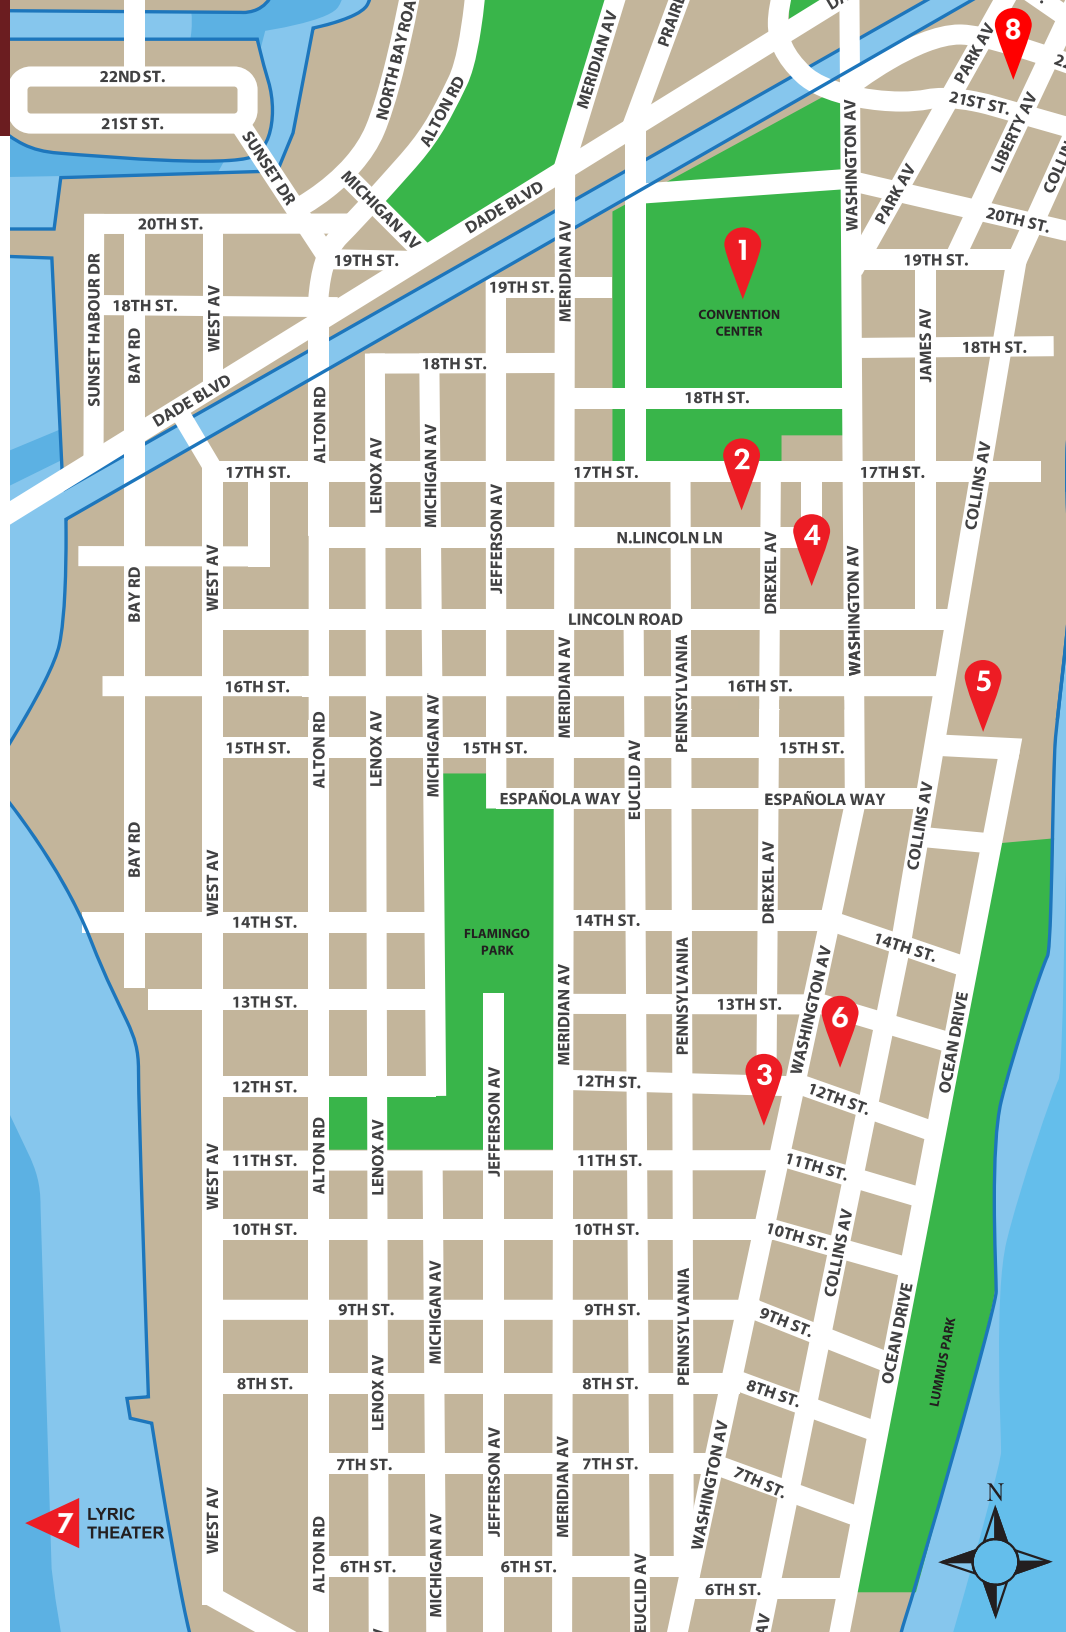 NORTH BAY ROA
ALTON RD
MERIDIAN AV
PRAIRI
8
22ND ST.
21ST ST.
SUNSET DR
MICHIGAN AV
DADE BLVD
WASHINGTON AV
PARK AV
21ST ST.
LIBERTY AV
COLLIN
PARK AV
20TH ST.
20TH ST.
19TH ST.
MERIDIAN AV
1
CONVENTION
CENTER
19TH ST.
19TH ST.
SUNSET HABOUR DR
18TH ST.
BAY RD
WEST AV
18TH ST.
JAMES AV
18TH ST.
18TH ST.
DADE BLVD
ALTON RD
LENOX AV
MICHIGAN AV
JEFFERSON AV
2
17TH ST.
17TH ST.
17TH ST.
COLLINS AV
N.LINCOLN LN
DREXEL AV
4
WASHINGTON AV
BAY RD
WEST AV
LINCOLN ROAD
MERIDIAN AV
PENNSYLVANIA
16TH ST.
16TH ST.
5
ALTON RD
LENOX AV
MICHIGAN AV
15TH ST.
15TH ST.
15TH ST.
EUCLID AV
ESPAÑOLA WAY
ESPAÑOLA WAY
COLLINS AV
BAY RD
WEST AV
DREXEL AV
14TH ST.
FLAMINGO
PARK
14TH ST.
14TH ST.
MERIDIAN AV
PENNSYLVANIA
WASHINGTON AV
13TH ST.
13TH ST.
6
OCEAN DRIVE
12TH ST.
12TH ST.
3
12TH ST.
JEFFERSON AV
ALTON RD
LENOX AV
WEST AV
11TH ST.
11TH ST.
11TH ST.
10TH ST.
10TH ST.
10TH ST.
COLLINS AV
MICHIGAN AV
PENNSYLVANIA
9TH ST.
9TH ST.
9TH ST.
OCEAN DRIVE
LUMMUS PARK
LENOX AV
8TH ST.
8TH ST.
8TH ST.
JEFFERSON AV
MERIDIAN AV
WASHINGTON AV
7TH ST.
7TH ST.
7TH ST.
7
LYRIC
THEATER
WEST AV
ALTON RD
MICHIGAN AV
N
6TH ST.
6TH ST.
6TH ST.
EUCLID AV
AV